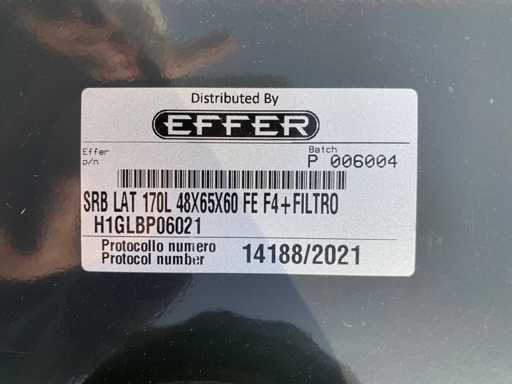 Distributed By
EFFER
Effer
p/n
Batch
P 006004
SRB LAT 170L 48X65X60 FE F4+FILTRO
H1GLBP06021
Protocollo numero
Protocol number
14188/2021